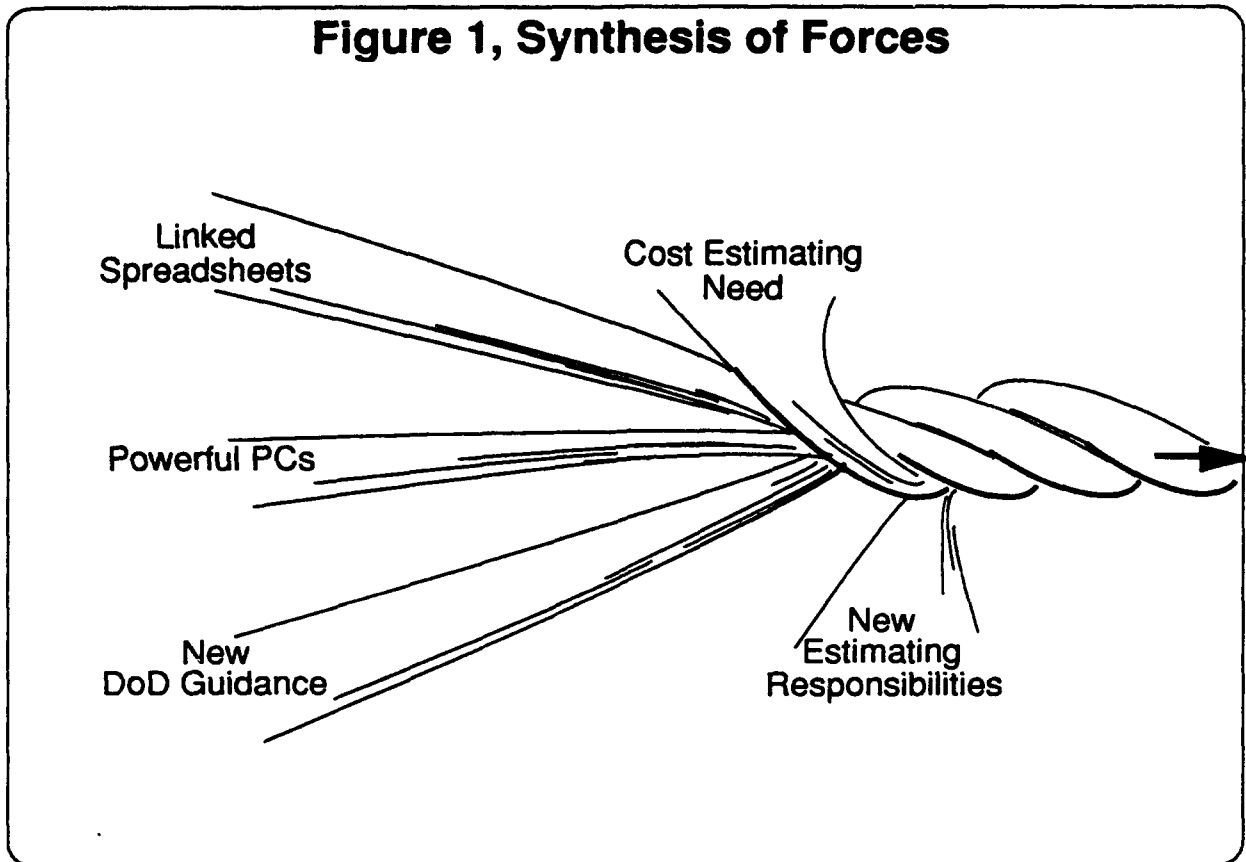 Figure 1, Synthesis of Forces
Linked
Spreadsheets
Cost Estimating
Need
Powerful PCs
New
DoD Guidance
New
Estimating
Responsibilities